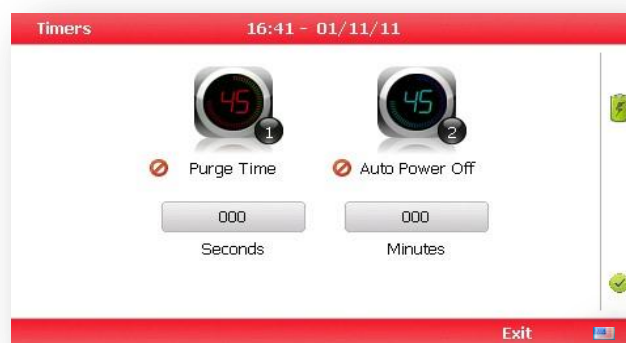 Timers 16:41 - 01/11/11
45 45
1 2
Purge Time Auto Power Off
000 000
Seconds Minutes
Exit